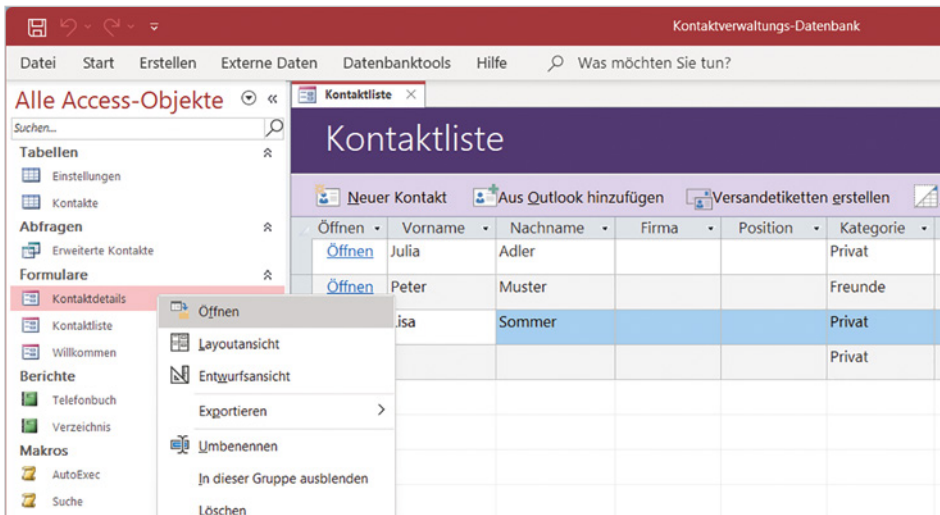 Kontaktverwaltungs-Datenbank
Datei Start Erstellen Externe Daten Datenbanktools Hilfe Was möchten Sie tun?
Alle Access-Objekte
Suchen...
Tabellen
Einstellungen
Kontakte
Abfragen
Erweiterte Kontakte
Formulare
Kontaktdetails
Kontaktliste
Willkommen
Berichte
Telefonbuch
Verzeichnis
Makros
AutoExec
Suche
Öffnen
Layoutansicht
Entwurfsansicht
Exportieren
Umbenennen
In dieser Gruppe ausblenden
Löschen
Kontaktliste
Kontaktliste
Neuer Kontakt Aus Outlook hinzufügen Versandetiketten erstellen
Öffnen Vorname Nachname Firma Position Kategorie
Öffnen Julia Adler Privat
Öffnen Peter Muster Freunde
isa Sommer Privat
Privat